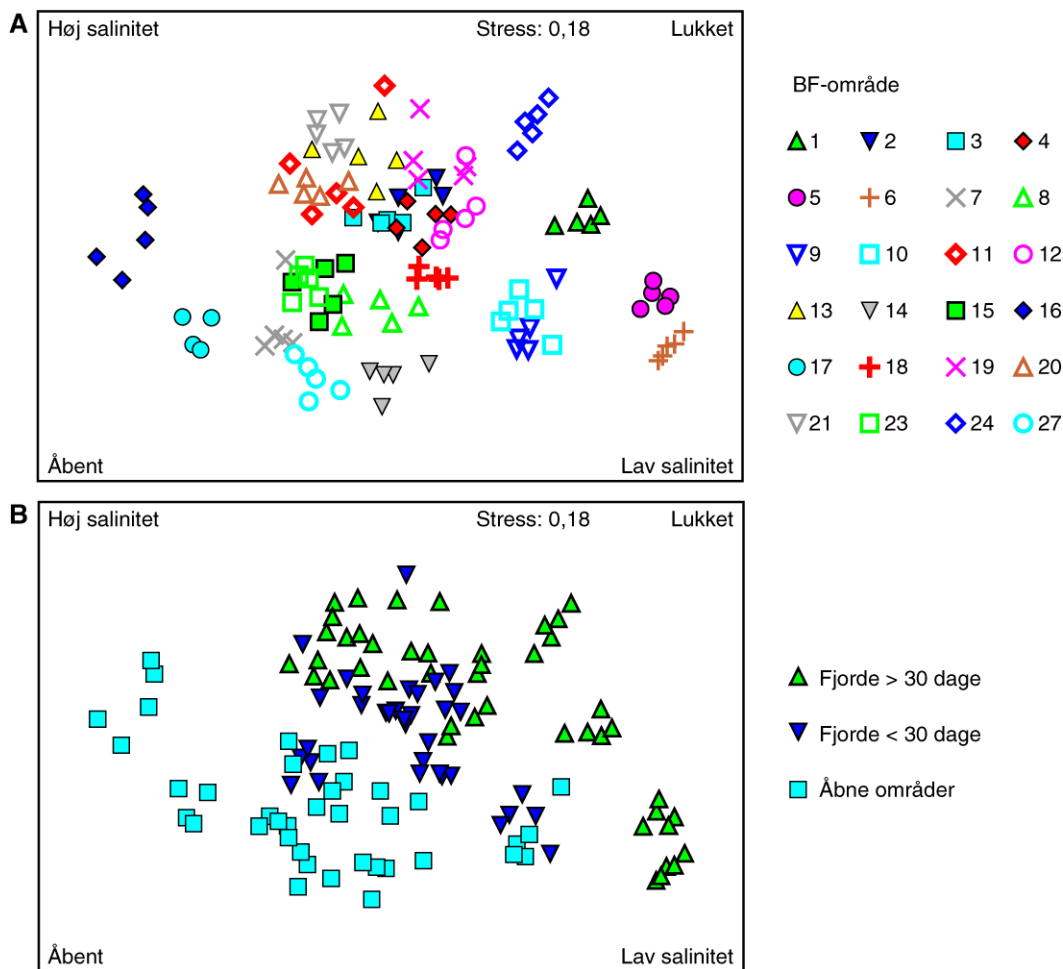 A
Høj salinitet Stress: 0,18 Lukket
Åbent Lav salinitet
BF-område
1 2 3 4
5 6 7 8
9 10 11 12
13 14 15 16
17 18 19 20
21 23 24 27
B
Høj salinitet Stress: 0,18 Lukket
Åbent Lav salinitet
Fjorde > 30 dage
Fjorde < 30 dage
Åbne områder